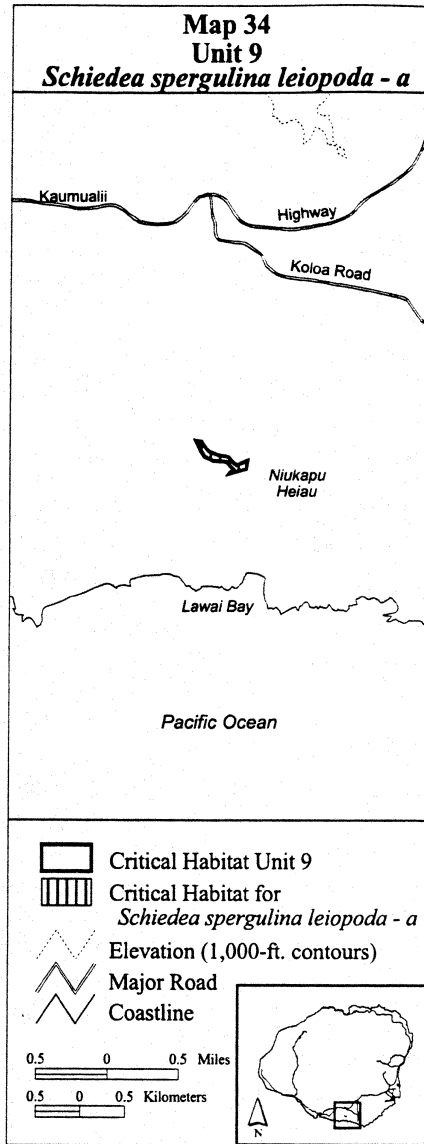 Map 34
Unit 9
Schiedea spergulina leiopoda - a
Kaumualii
Highway
Koloa Road
Niukapu
Heiau
Lawai Bay
Pacific Ocean
Critical Habitat Unit 9
Critical Habitat for
Schiedea spergulina leiopoda - a
Elevation (1,000-ft. contours)
Major Road
Coastline
0.5 0 0.5 Miles
0.5 0 0.5 Kilometers
N